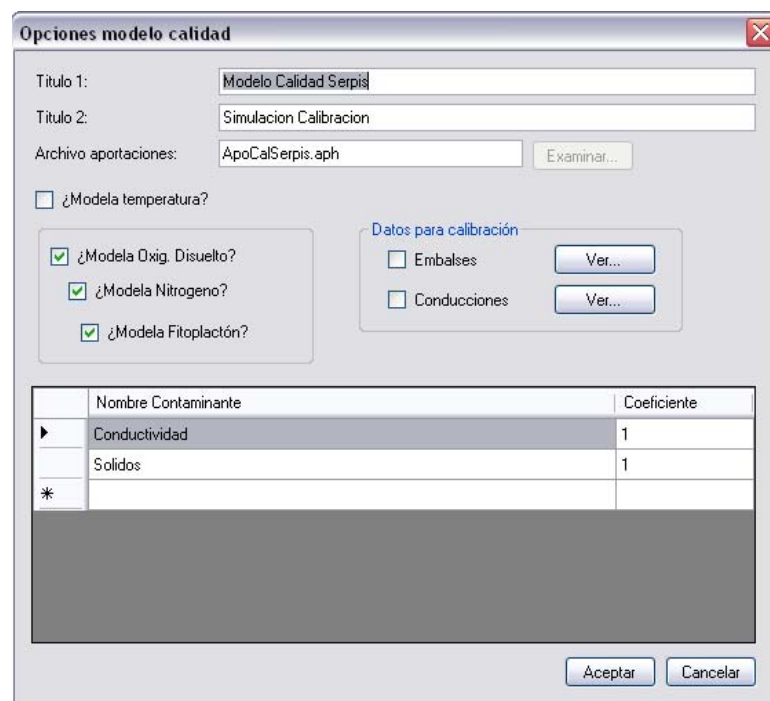 Opciones modelo calidad
Titulo 1: Modelo Calidad Serpis
Titulo 2: Simulacion Calibracion
Archivo aportaciones: ApoCalSerpis.aph Examinar...
¿Modela temperatura?
Datos para calibración
¿Modela Oxig. Disuelto? Embalses Ver...
¿Modela Nitrogeno? Conducciones Ver...
¿Modela Fitoplactón?
Nombre Contaminante Coeficiente
Conductividad 1
Solidos 1
Aceptar Cancelar